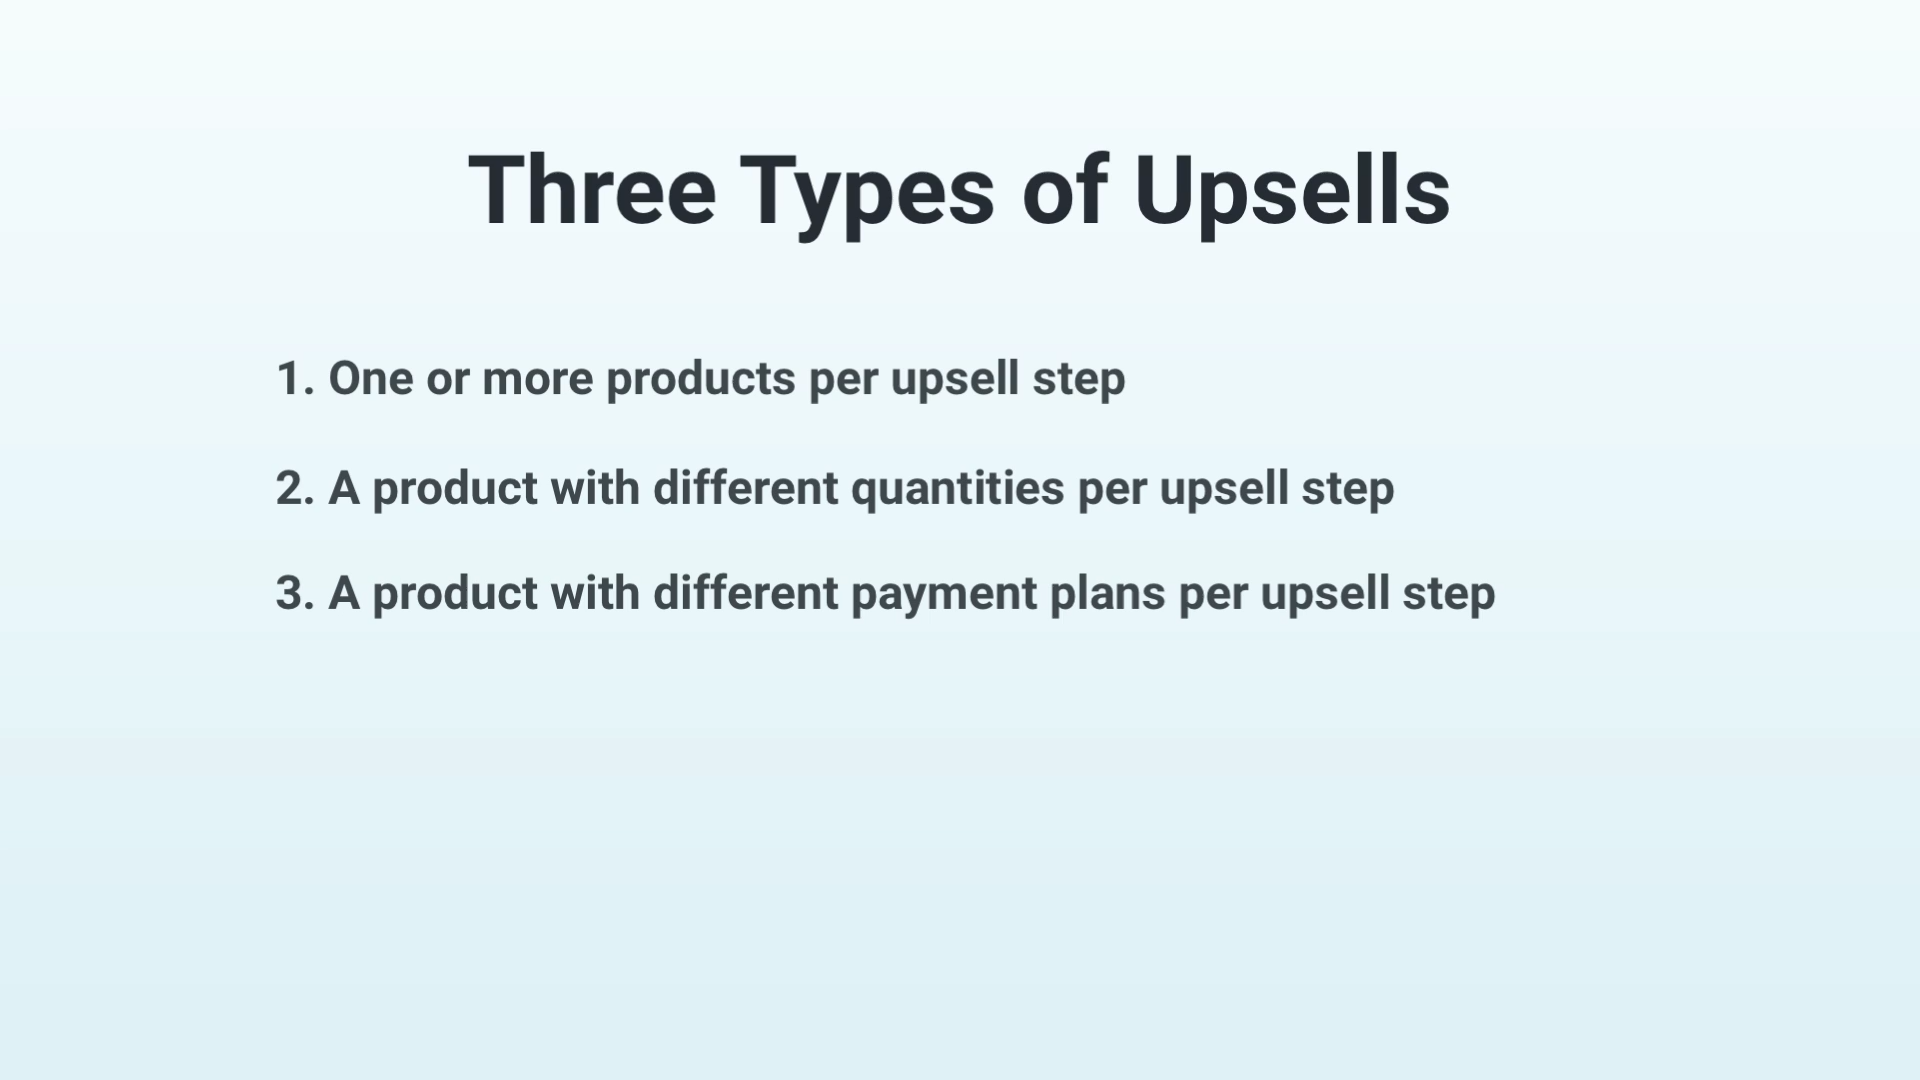 Three Types of Upsells
1. One or more products per upsell step
2. A product with different quantities per upsell step
3. A product with different payment plans per upsell step